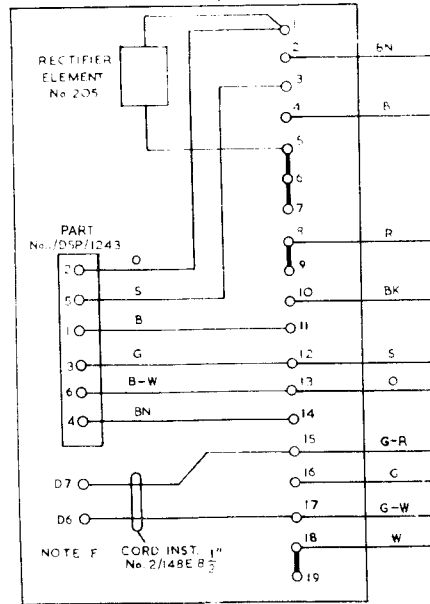 1
2 BN
RECTIFIER
ELEMENT
No. 205
3
4 B
5
6
7
PART
No. 1/DSP/1243
8 R
2 O
9
5 S
10 BK
1 B
11
3 G
12 S
6 B-W
13 O
4 BN
14
15 G-R
D7
16 G
D6
17 G-W
NOTE F
CORD INST.
No. 2/148E 8 1/2"
18 W
19